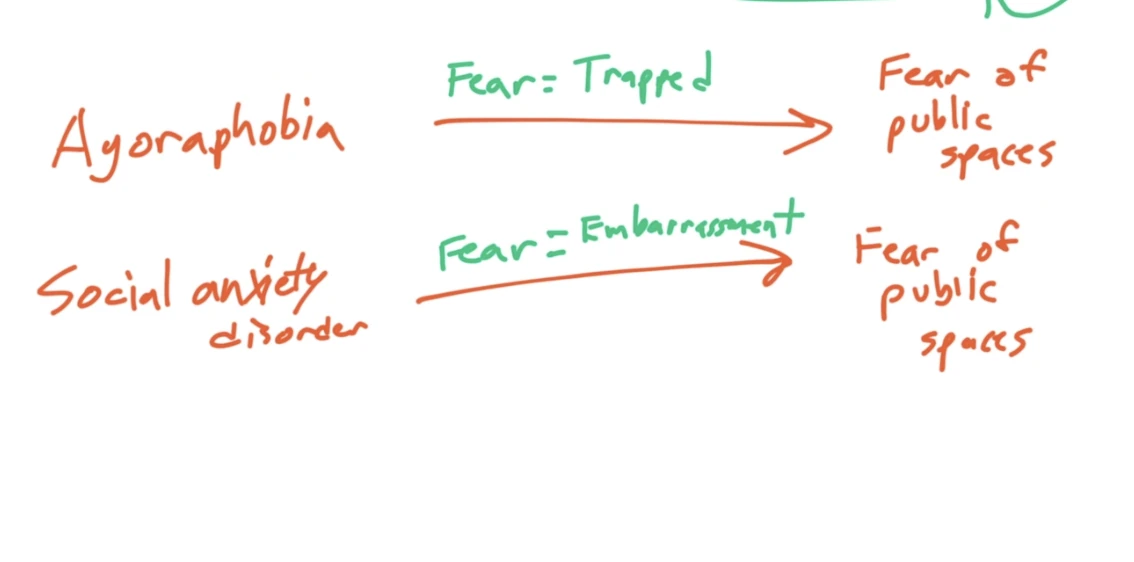 Fear = Trapped
Agoraphobia
Fear of
public
spaces
Fear = Embarrassment
Social anxiety
disorder
Fear of
public
spaces